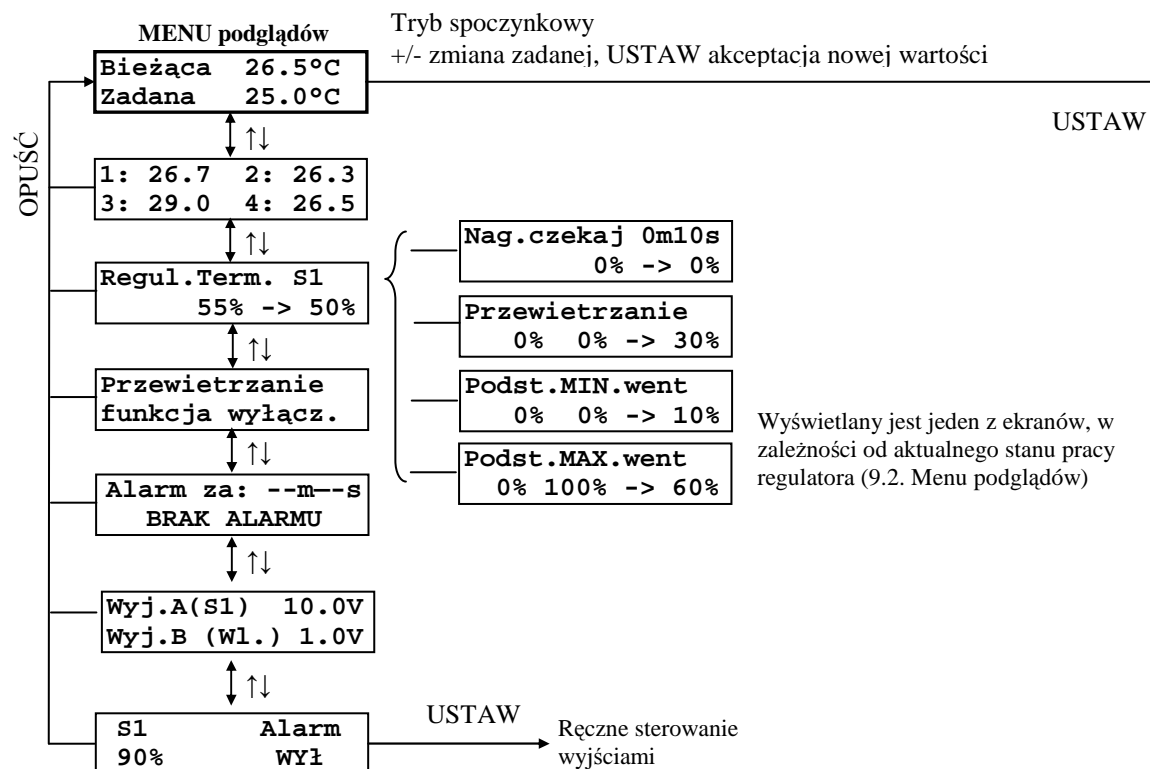 MENU podglądów
Tryb spoczynkowy
+/- zmiana zadanej, USTAW akceptacja nowej wartości
Bieżąca 26.5°C
Zadana 25.0°C
USTAW
OPUŚĆ
↑↓
1: 26.7 2: 26.3
3: 29.0 4: 26.5
↑↓
Regul.Term. S1
55% -> 50%
↑↓
Przewietrzanie
funkcja wyłącz.
↑↓
Alarm za: --m--s
BRAK ALARMU
↑↓
Wyj.A(S1) 10.0V
Wyj.B (Wl.) 1.0V
↑↓
S1 Alarm
90% WYł
USTAW
Ręczne sterowanie
wyjściami
Nag.czekaj 0m10s
0% -> 0%
Przewietrzanie
0% 0% -> 30%
Podst.MIN.went
0% 0% -> 10%
Podst.MAX.went
0% 100% -> 60%
Wyświetlany jest jeden z ekranów, w
zależności od aktualnego stanu pracy
regulatora (9.2. Menu podglądów)